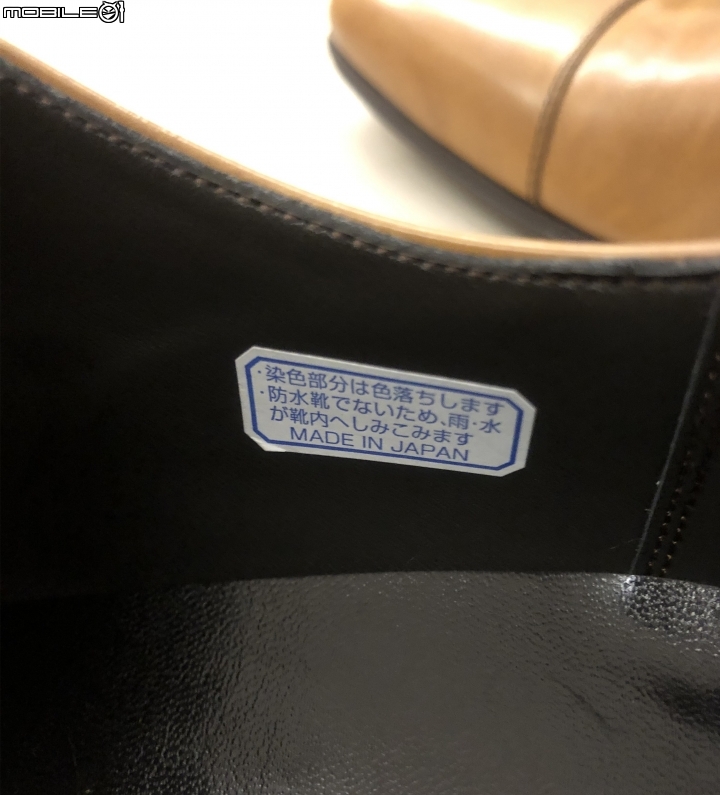 MOBILE01
・染色部分は色落ちします
・防水靴でないため、雨・水
が靴内へしみこみます
MADE IN JAPAN